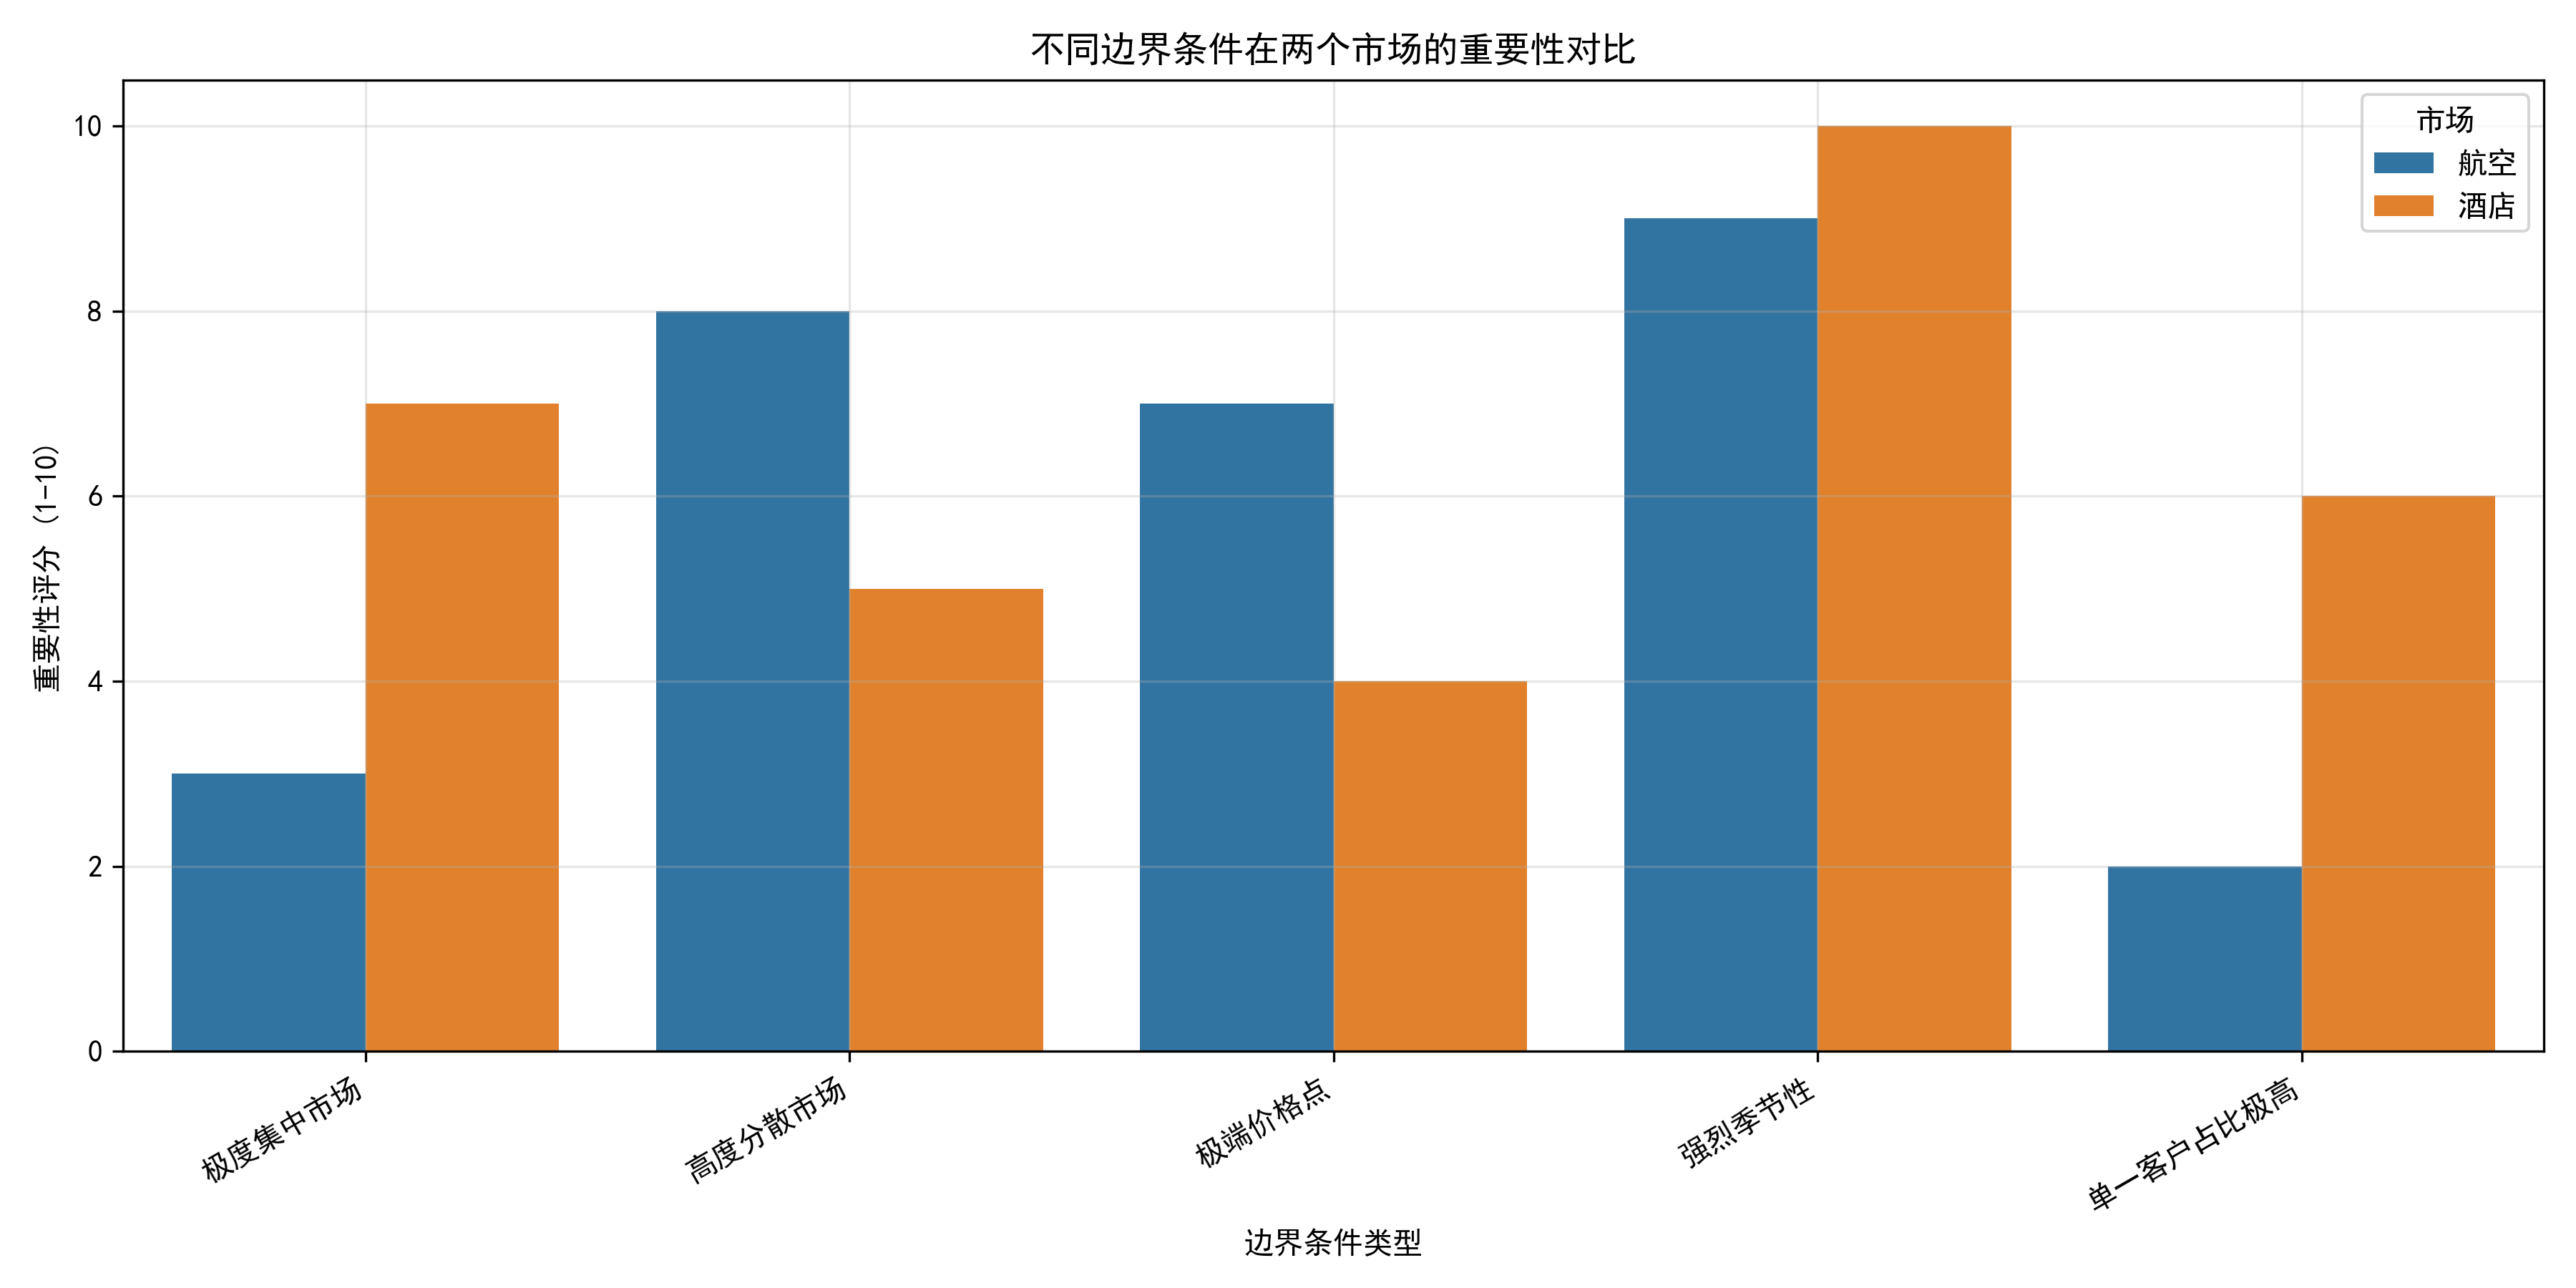 不同边界条件在两个市场的重要性对比
市场
航空
酒店
重要性评分（1-10）
10
8
6
4
2
0
极度集中市场
高度分散市场
极端价格点
强烈季节性
单一客户占比极高
边界条件类型